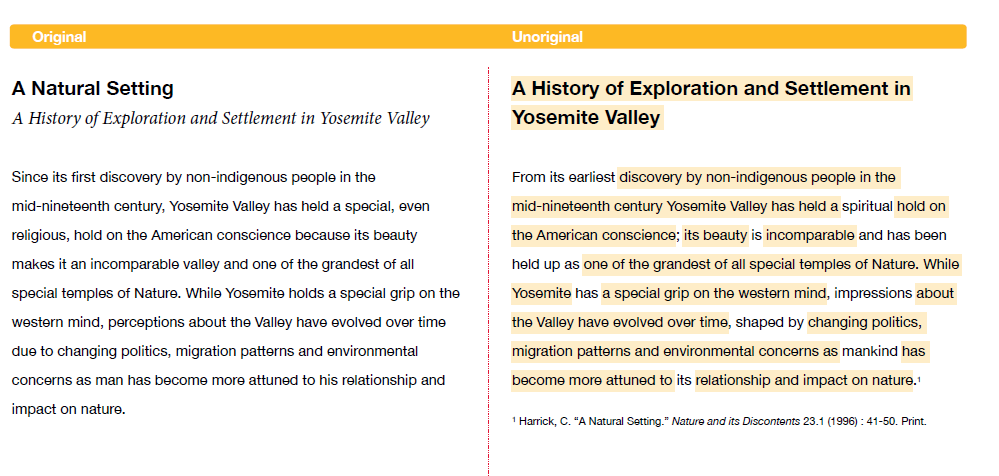 Original
Unoriginal
A Natural Setting
A History of Exploration and Settlement in Yosemite Valley
Since its first discovery by non-indigenous people in the
mid-nineteenth century, Yosemite Valley has held a special, even
religious, hold on the American conscience because its beauty
makes it an incomparable valley and one of the grandest of all
special temples of Nature. While Yosemite holds a special grip on the
western mind, perceptions about the Valley have evolved over time
due to changing politics, migration patterns and environmental
concerns as man has become more attuned to his relationship and
impact on nature.
A History of Exploration and Settlement in
Yosemite Valley
From its earliest discovery by non-indigenous people in the
mid-nineteenth century Yosemite Valley has held a spiritual hold on
the American conscience; its beauty is incomparable and has been
held up as one of the grandest of all special temples of Nature. While
Yosemite has a special grip on the western mind, impressions about
the Valley have evolved over time, shaped by changing politics,
migration patterns and environmental concerns as mankind has
become more attuned to its relationship and impact on nature.¹
¹ Harrick, C. “A Natural Setting.” Nature and its Discontents 23.1 (1996) : 41-50. Print.